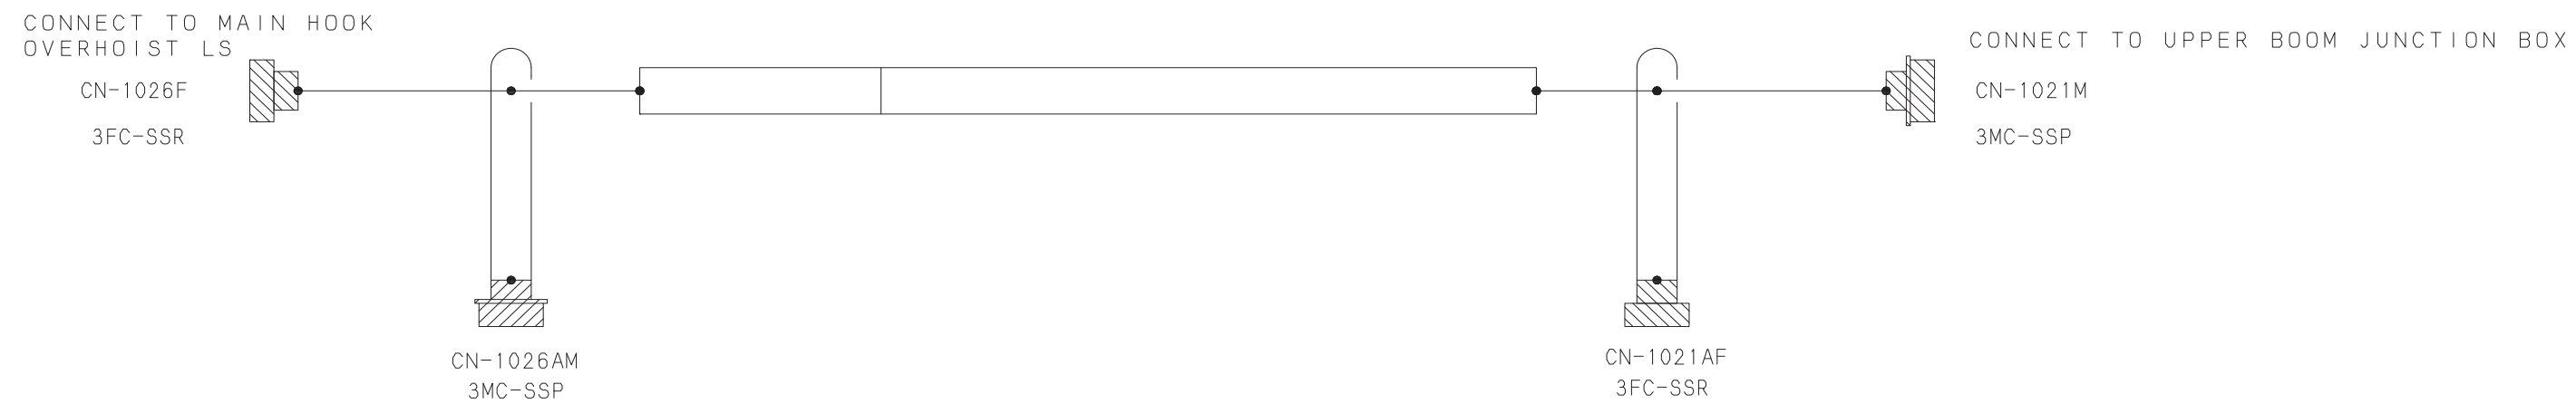 CONNECT TO MAIN HOOK
OVERHOIST LS
CN-1026F
3FC-SSR
CN-1026AM
3MC-SSP
CONNECT TO UPPER BOOM JUNCTION BOX
CN-1021M
3MC-SSP
CN-1021AF
3FC-SSR